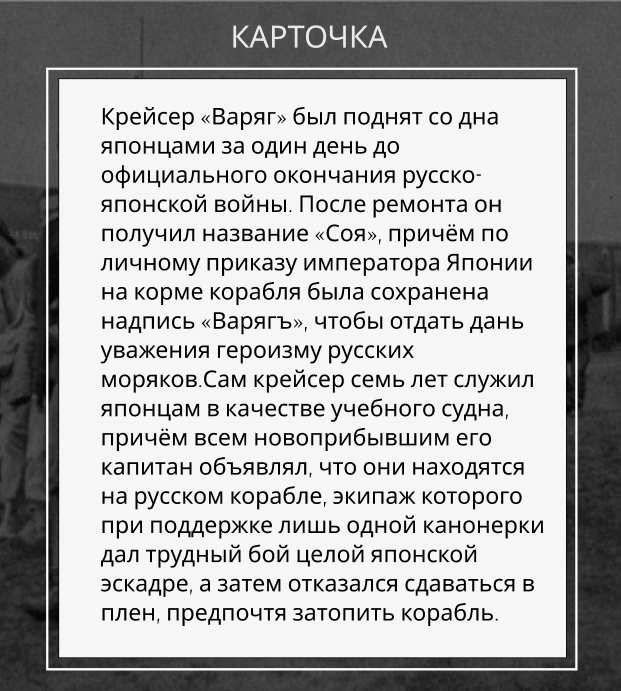 КАРТОЧКА
Крейсер «Варяг» был поднят со дна
японцами за один день до
официального окончания русско-
японской войны. После ремонта он
получил название «Соя», причём по
личному приказу императора Японии
на корме корабля была сохранена
надпись «Варягъ», чтобы отдать дань
уважения героизму русских
моряков.Сам крейсер семь лет служил
японцам в качестве учебного судна,
причём всем новоприбывшим его
капитан объявлял, что они находятся
на русском корабле, экипаж которого
при поддержке лишь одной канонерки
дал трудный бой целой японской
эскадре, а затем отказался сдаваться в
плен, предпочтя затопить корабль.